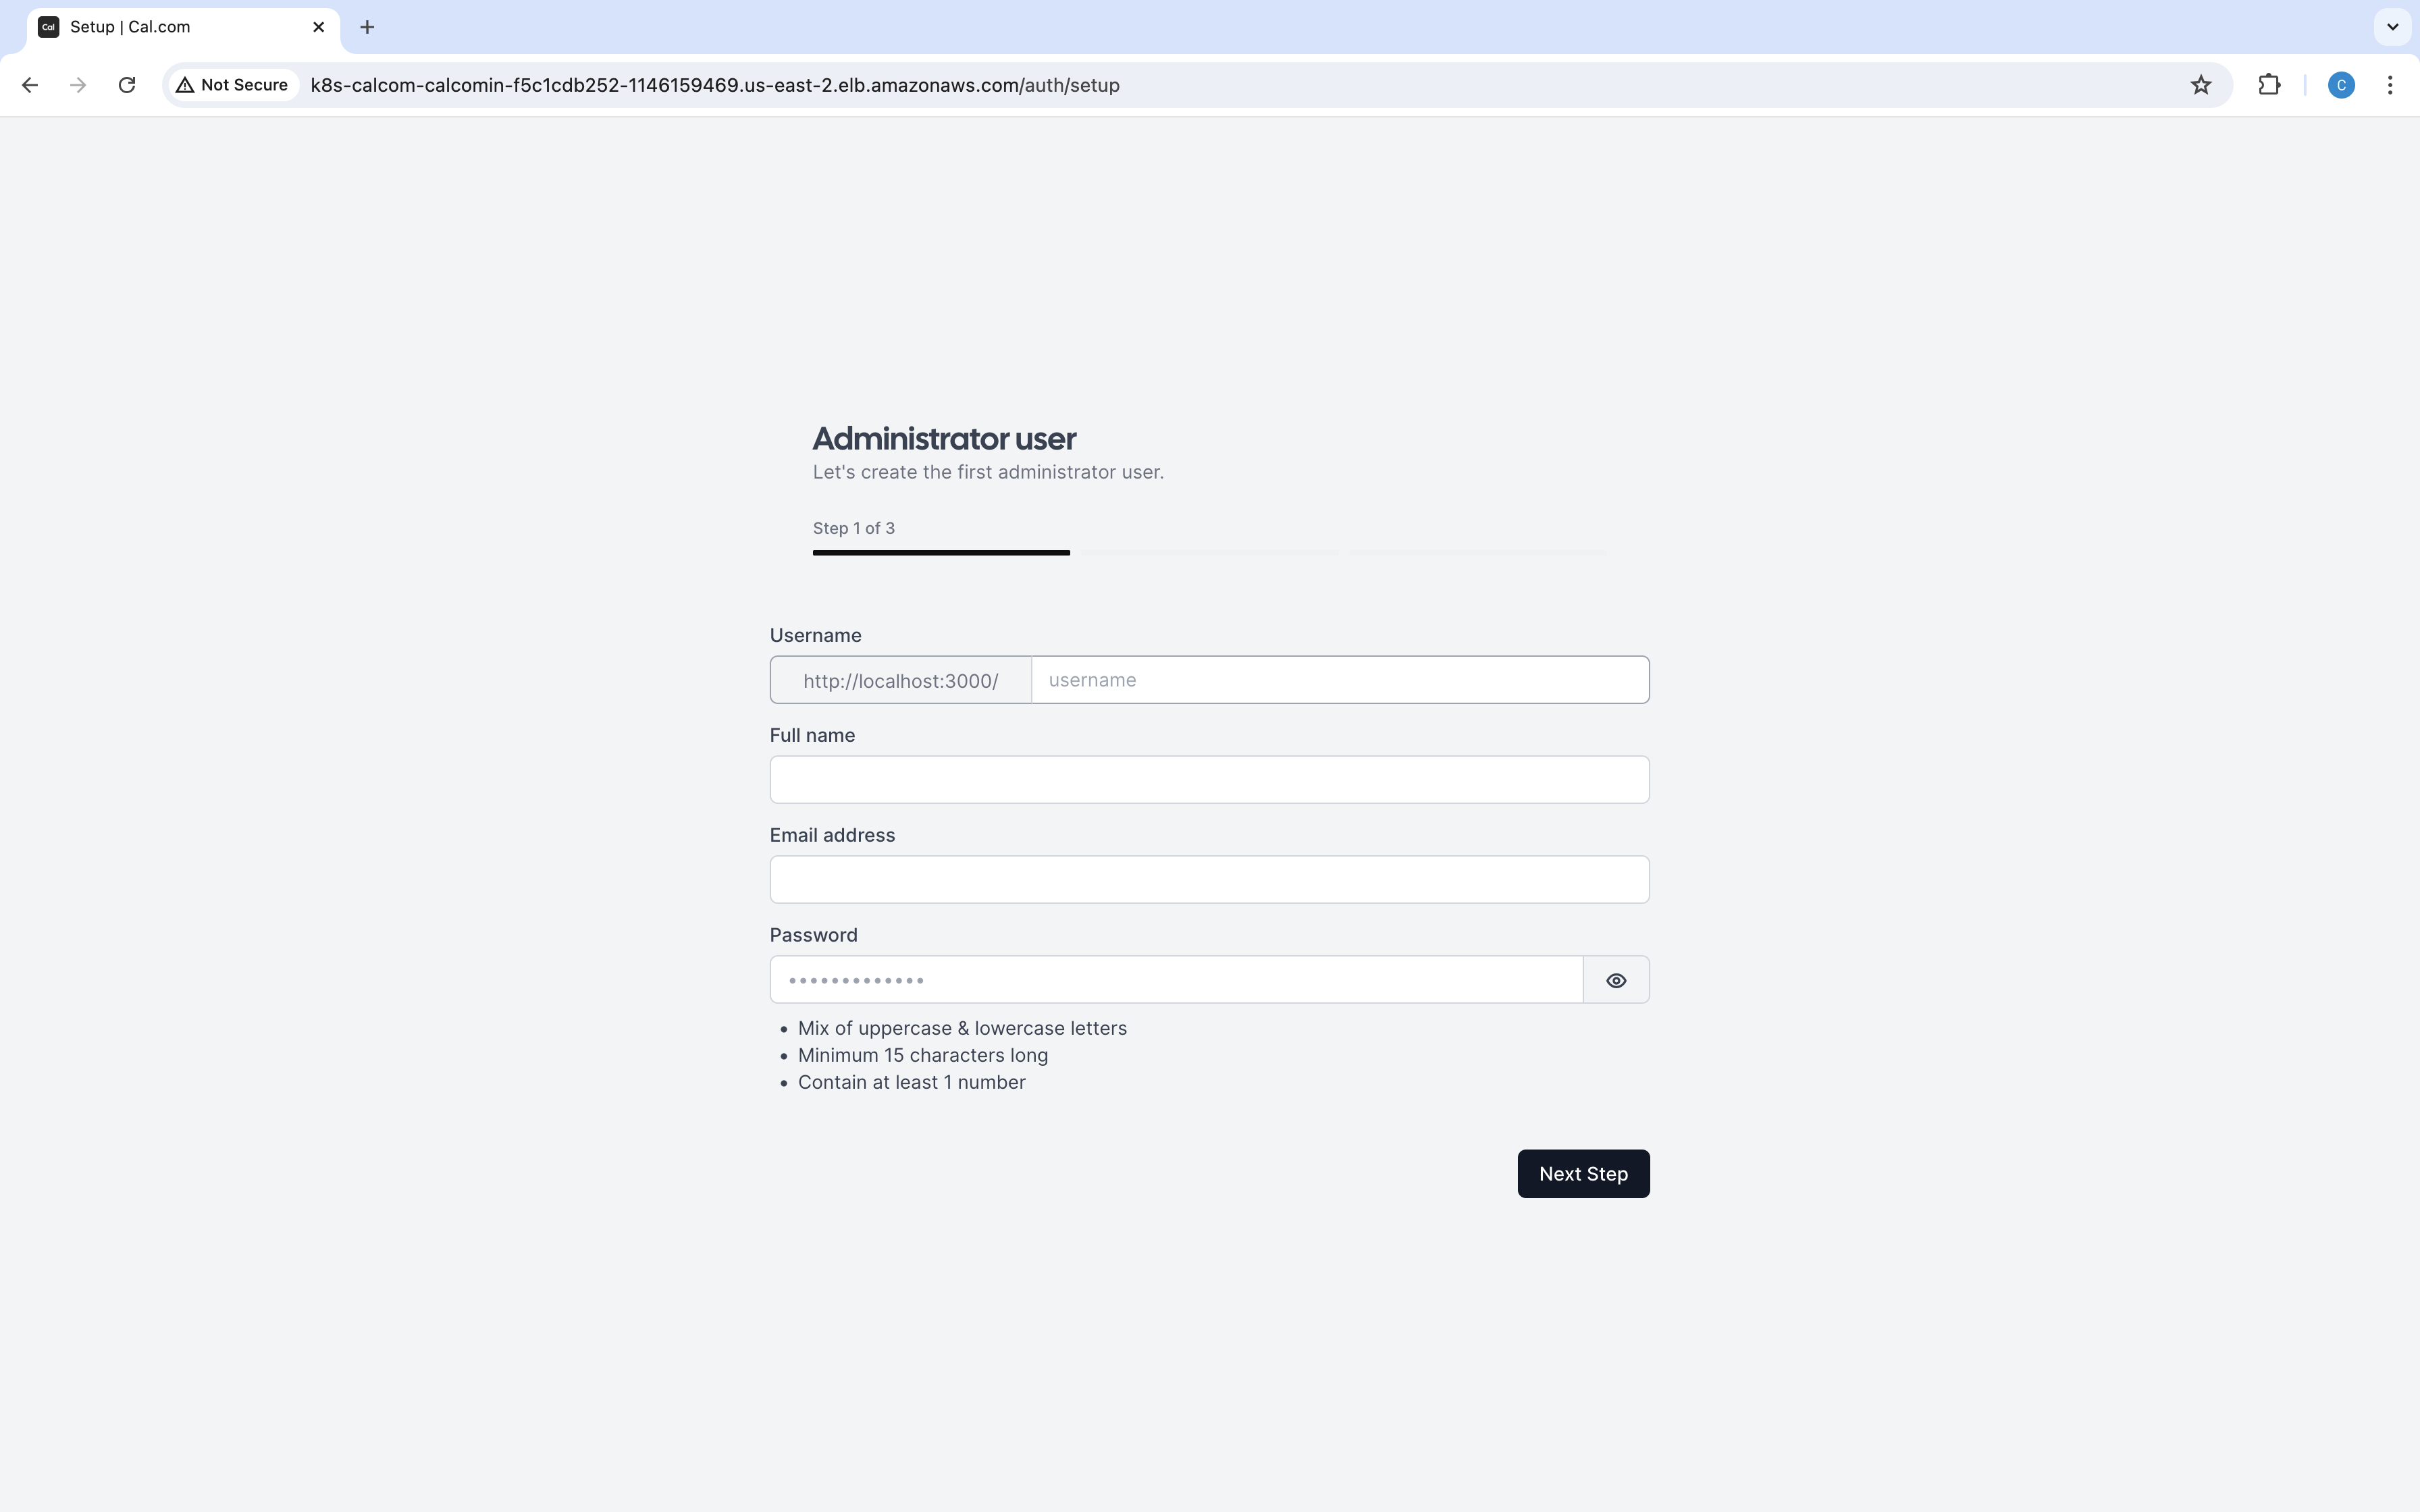 Cal
Setup | Cal.com
Not Secure
k8s-calcom-calcomin-f5c1cdb252-1146159469.us-east-2.elb.amazonaws.com/auth/setup
C
Administrator user
Let's create the first administrator user.
Step 1 of 3
Username
http://localhost:3000/
username
Full name
Email address
Password
•••••••••••••
• Mix of uppercase & lowercase letters
• Minimum 15 characters long
• Contain at least 1 number
Next Step